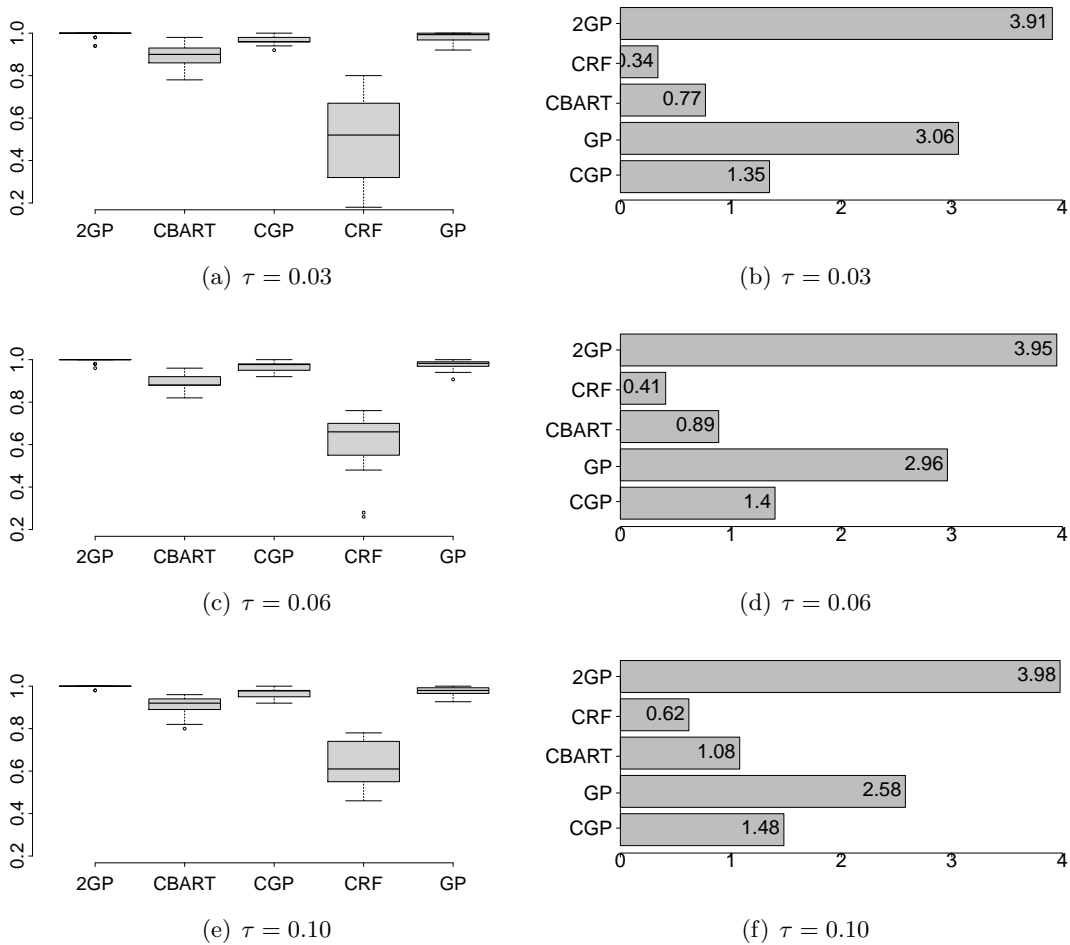 0.2 0.4 0.6 0.8 1.0
2GP CBART CGP CRF GP
(a) τ = 0.03
2GP 3.91
CRF 0.34
CBART 0.77
GP 3.06
CGP 1.35
0 1 2 3 4
(b) τ = 0.03
0.2 0.4 0.6 0.8 1.0
2GP CBART CGP CRF GP
(c) τ = 0.06
2GP 3.95
CRF 0.41
CBART 0.89
GP 2.96
CGP 1.4
0 1 2 3 4
(d) τ = 0.06
0.2 0.4 0.6 0.8 1.0
2GP CBART CGP CRF GP
(e) τ = 0.10
2GP 3.98
CRF 0.62
CBART 1.08
GP 2.58
CGP 1.48
0 1 2 3 4
(f) τ = 0.10